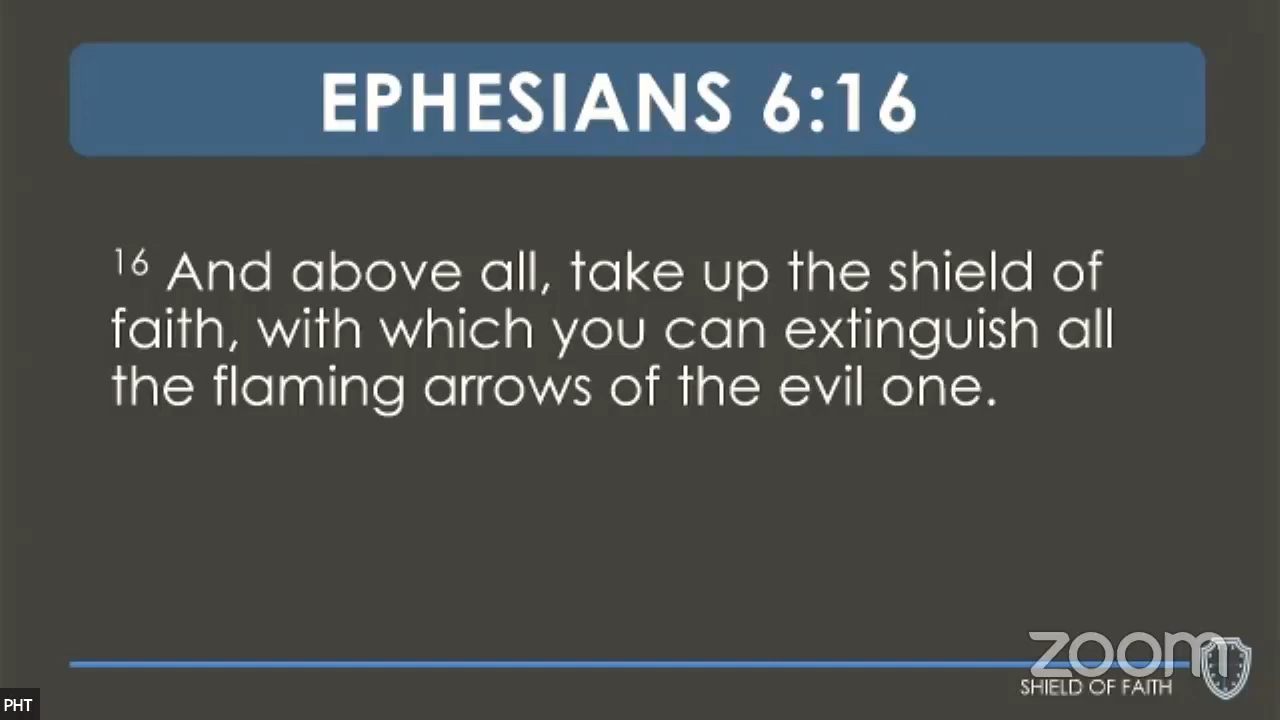 EPHESIANS 6:16
16 And above all, take up the shield of
faith, with which you can extinguish all
the flaming arrows of the evil one.
zoom
SHIELD OF FAITH
PHT